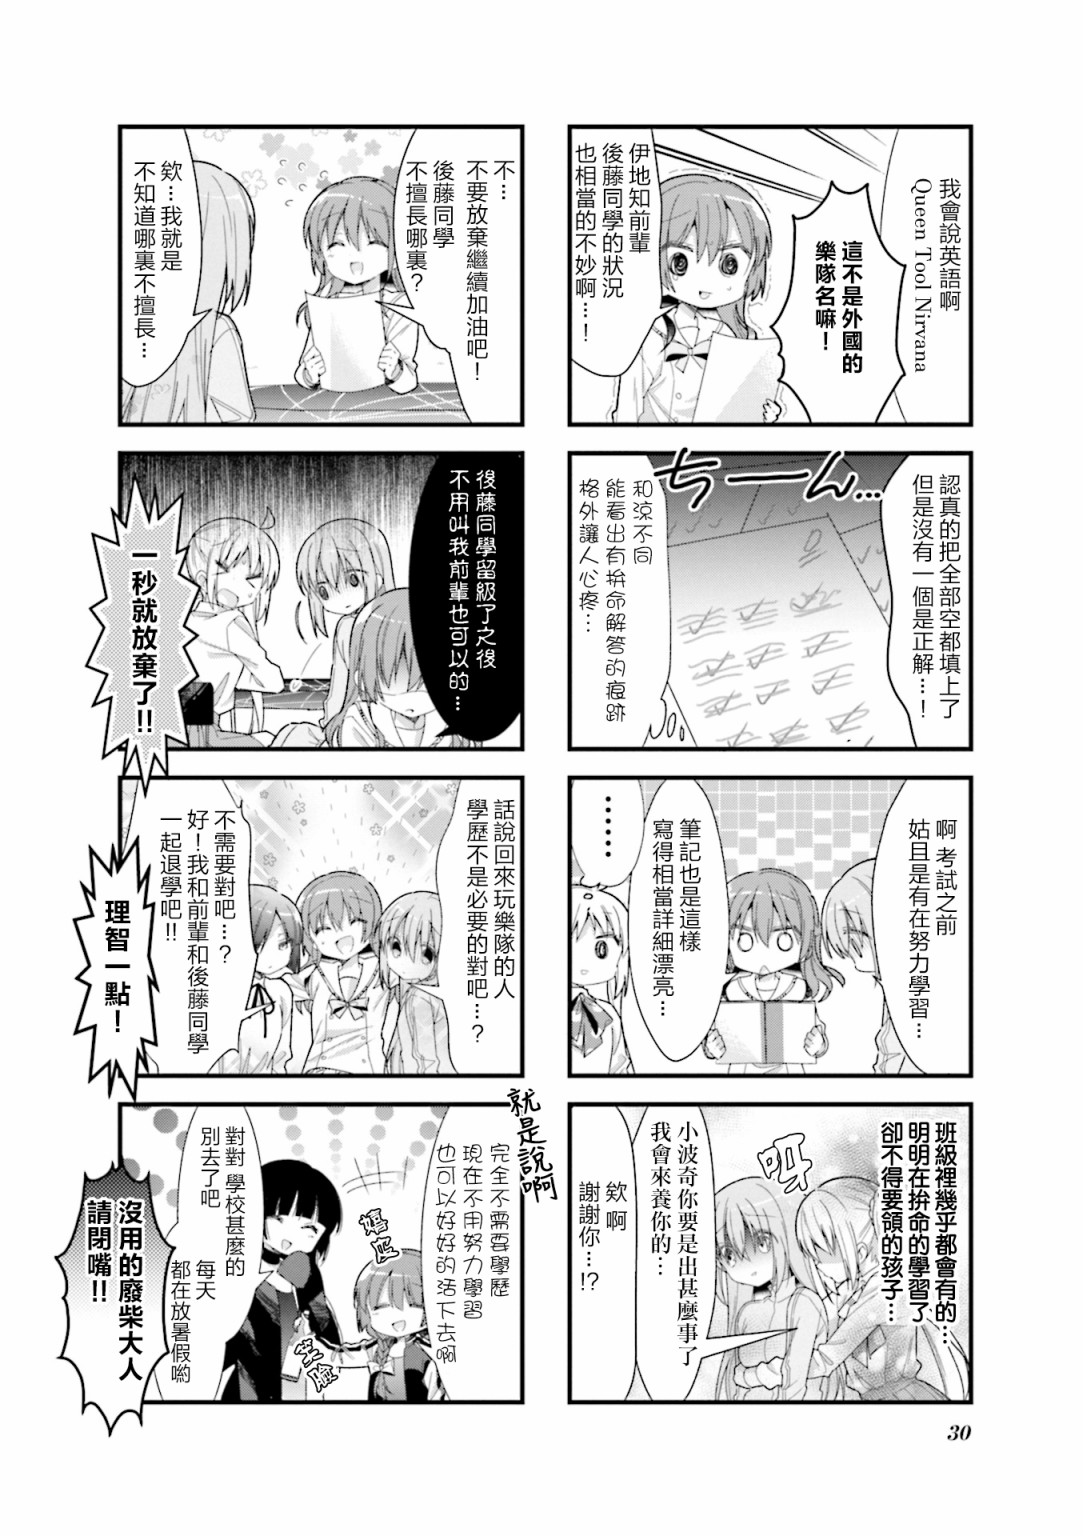 我會說英語啊
Queen Tool Nirvana
這不是外國的
樂隊名嘛！
伊地知前輩
後藤同學的狀況
也相當的不妙啊…！
認真的把全部空都填上了
但是沒有一個是正解…！
ちーん…
和涼不同
能看出有拚命解答的痕跡
格外讓人心疼…
啊 考試之前
姑且是有在努力學習…
筆記也是這樣
寫得相當詳細漂亮…
……
班級裡幾乎都會有的…
明明在拚命的學習了
卻不得要領的孩子…
小波奇你要是出甚麼事了
我會來養你的…
欸啊
謝謝你…!?
不…
不要放棄繼續加油吧！
後藤同學
不擅長哪裏？
欸…我就是
不知道哪裏不擅長…
後藤同學留級了之後
不用叫我前輩也可以的…
一秒就放棄了!!
話說回來玩樂隊的人
學歷不是必要的對吧…？
不需要對吧…？
好！我和前輩和後藤同學
一起退學吧!!
理智一點！
就是說啊
完全不需要學歷
現在不用努力學習
也可以好好的活下去啊
嬉皮
笑臉
對對 學校甚麼的
別去了吧
每天
都在放暑假喲
沒用的廢柴大人
請閉嘴!!
30